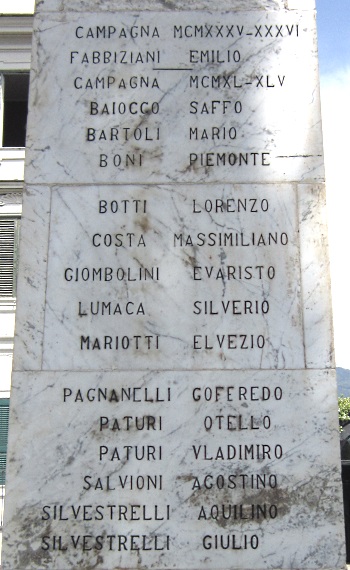 CAMPAGNA MCMXXXV-XXXVI
FABBIZIANI EMILIO
CAMPAGNA MCMXL-XLV
BAIOCCO SAFFO
BARTOLI MARIO
BONI PIEMONTE
BOTTI LORENZO
COSTA MASSIMILIANO
GIOMBOLINI EVARISTO
LUMACA SILVERIO
MARIOTTI ELVEZIO
PAGNANELLI GOFFREDO
PATURI OTELLO
PATURI VLADIMIRO
SALVIONI AGOSTINO
SILVESTRELLI AQUILINO
SILVESTRELLI GIULIO